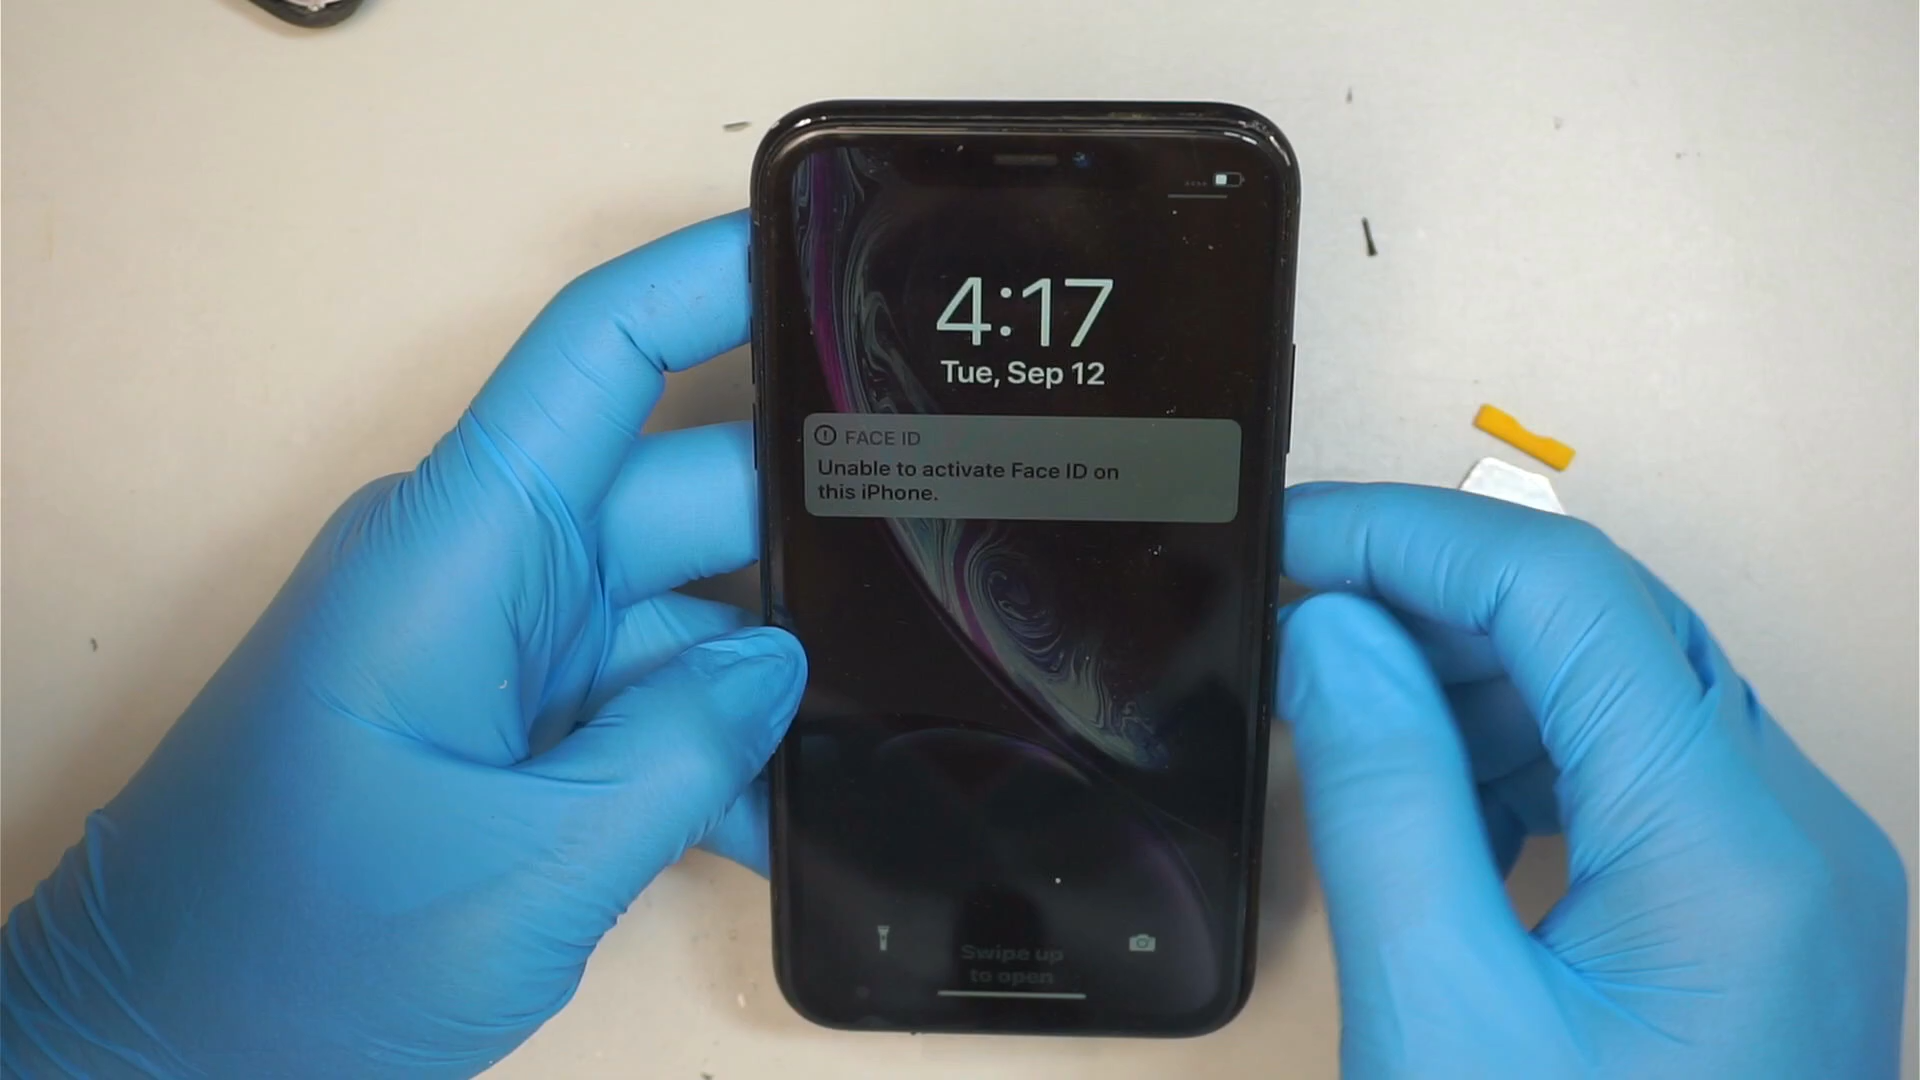 4:17
Tue, Sep 12
FACE ID
Unable to activate Face ID on
this iPhone.
Swipe up
to open